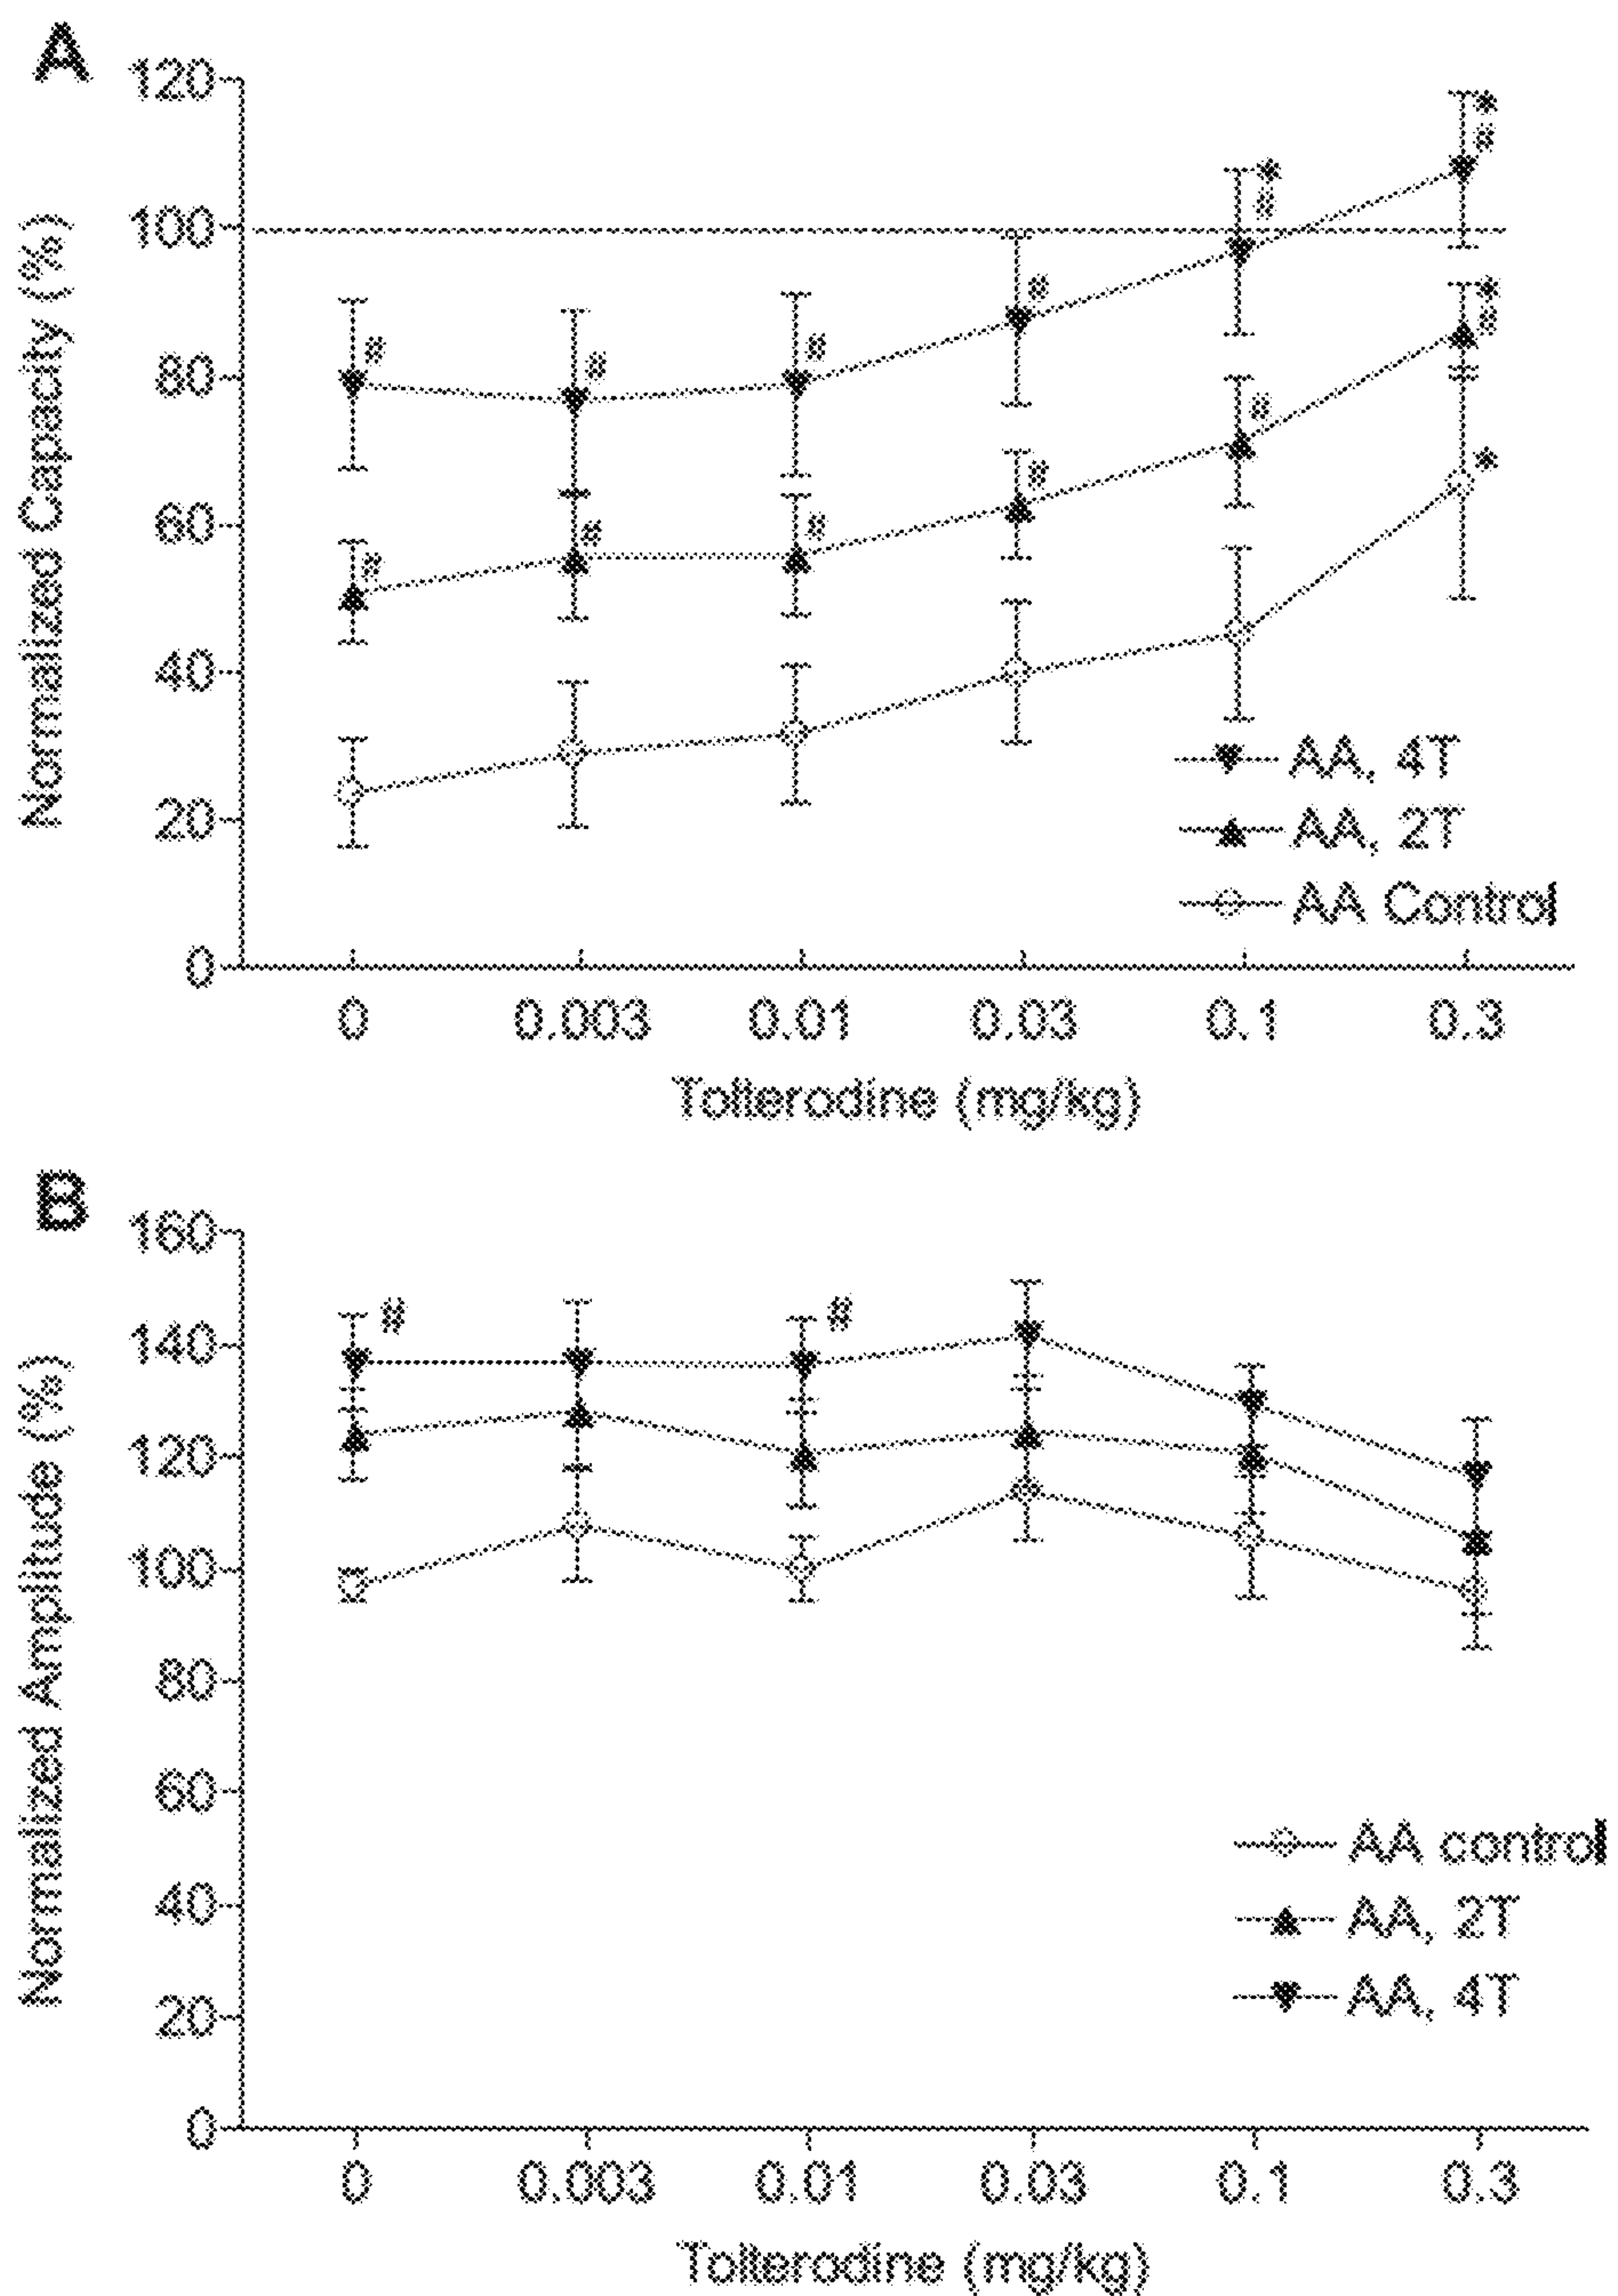 A
120
100
80
60
40
20
0
Normalized Capacity (%)
*
#
*
#
*
#
#
#
#
#
#
#
#
#
#
*
AA, 4T
AA, 2T
AA Control
0 0.003 0.01 0.03 0.1 0.3
Tolterodine (mg/kg)
B
160
140
120
100
80
60
40
20
0
Normalized Amplitude (%)
# #
AA control
AA, 2T
AA, 4T
0 0.003 0.01 0.03 0.1 0.3
Tolterodine (mg/kg)